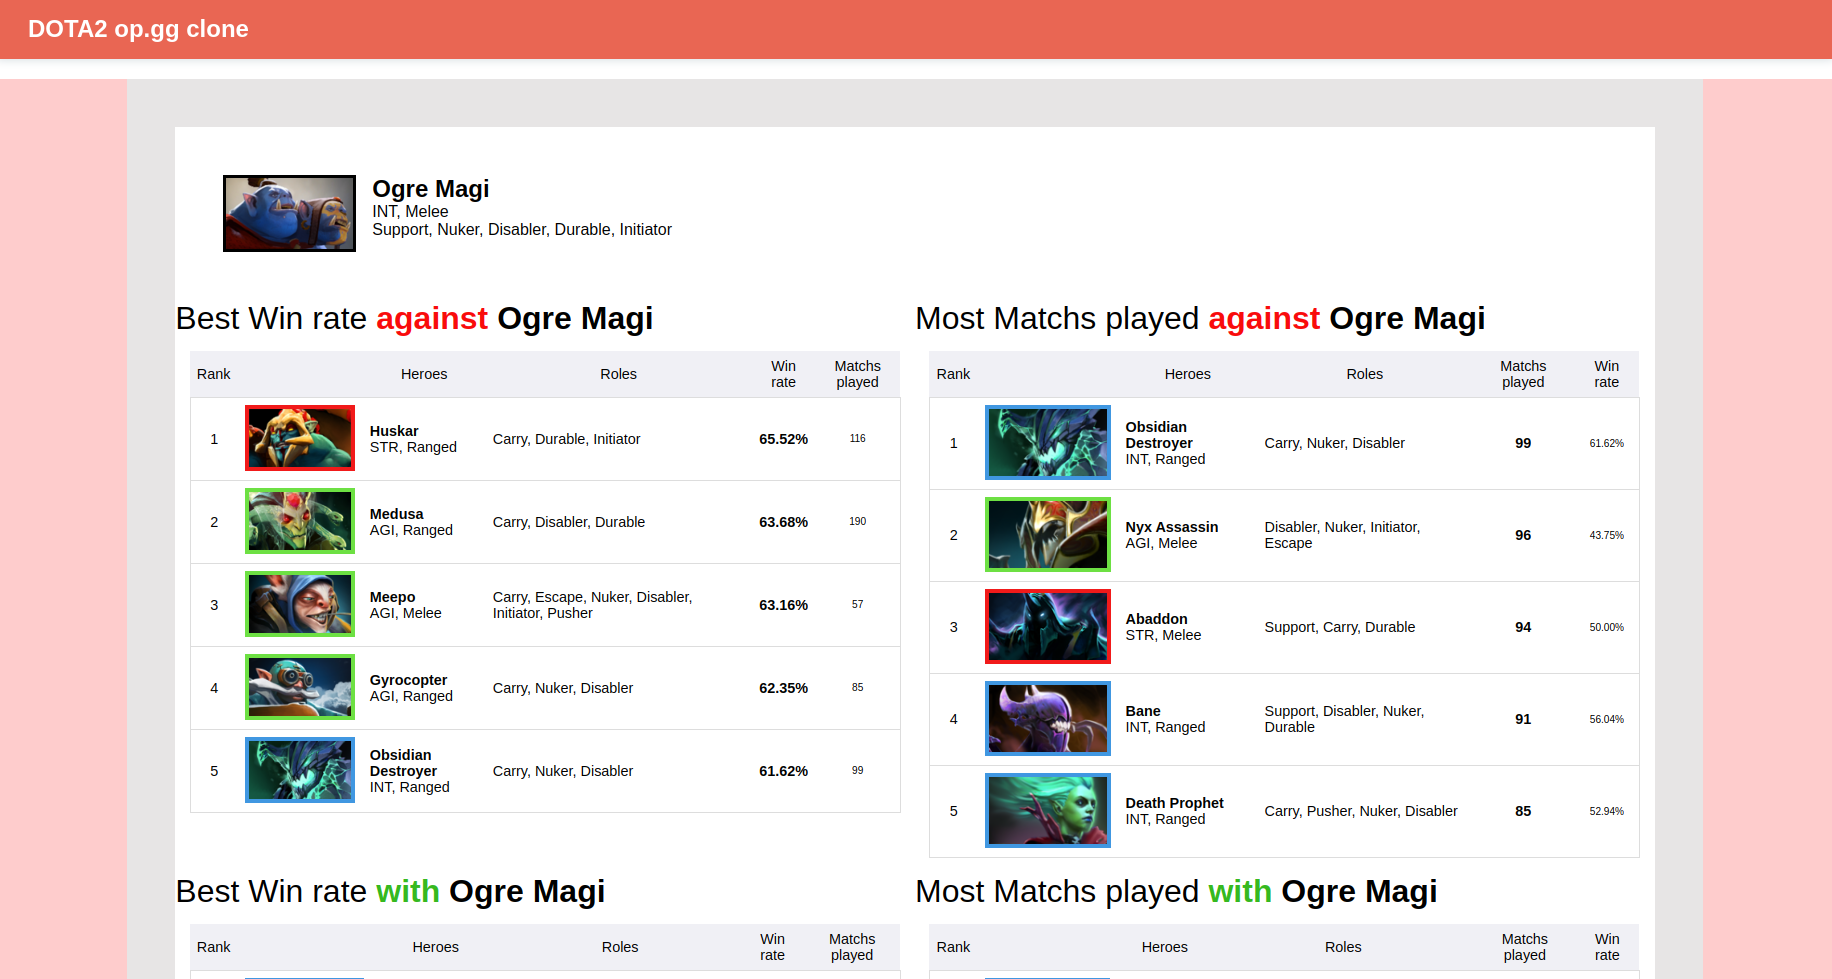 DOTA2 op.gg clone
Ogre Magi
INT, Melee
Support, Nuker, Disabler, Durable, Initiator
Best Win rate against Ogre Magi
Rank Heroes Roles Win rate Matchs played
1 Huskar STR, Ranged Carry, Durable, Initiator 65.52% 116
2 Medusa AGI, Ranged Carry, Disabler, Durable 63.68% 190
3 Meepo AGI, Melee Carry, Escape, Nuker, Disabler, Initiator, Pusher 63.16% 57
4 Gyrocopter AGI, Ranged Carry, Nuker, Disabler 62.35% 85
5 Obsidian Destroyer INT, Ranged Carry, Nuker, Disabler 61.62% 99
Most Matchs played against Ogre Magi
Rank Heroes Roles Matchs played Win rate
1 Obsidian Destroyer INT, Ranged Carry, Nuker, Disabler 99 61.62%
2 Nyx Assassin AGI, Melee Disabler, Nuker, Initiator, Escape 96 43.75%
3 Abaddon STR, Melee Support, Carry, Durable 94 50.00%
4 Bane INT, Ranged Support, Disabler, Nuker, Durable 91 56.04%
5 Death Prophet INT, Ranged Carry, Pusher, Nuker, Disabler 85 52.94%
Best Win rate with Ogre Magi
Rank Heroes Roles Win rate Matchs played
Most Matchs played with Ogre Magi
Rank Heroes Roles Matchs played Win rate